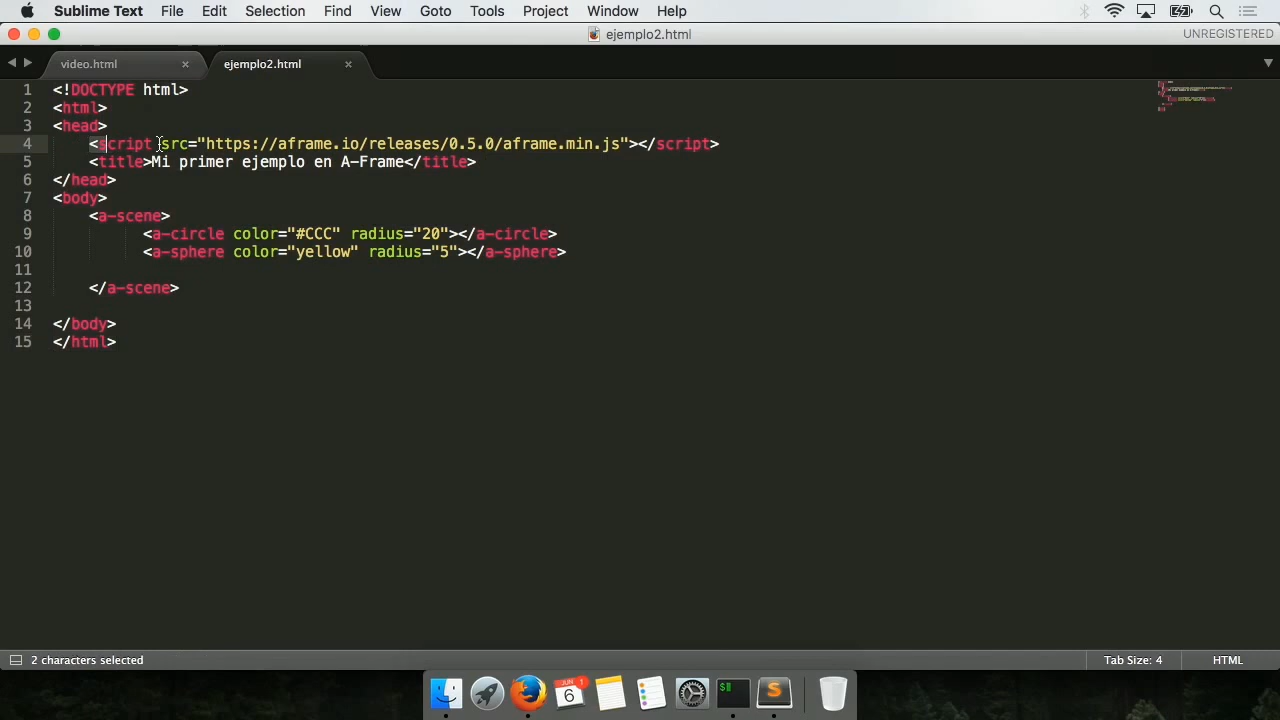 Sublime Text File Edit Selection Find View Goto Tools Project Window Help
ejemplo2.html UNREGISTERED
video.html × ejemplo2.html ×
1 <!DOCTYPE html>
2 <html>
3 <head>
4 <script src="https://aframe.io/releases/0.5.0/aframe.min.js"></script>
5 <title>Mi primer ejemplo en A-Frame</title>
6 </head>
7 <body>
8 <a-scene>
9 <a-circle color="#CCC" radius="20"></a-circle>
10 <a-sphere color="yellow" radius="5"></a-sphere>
11
12 </a-scene>
13
14 </body>
15 </html>
2 characters selected Tab Size: 4 HTML
JUN 1
6